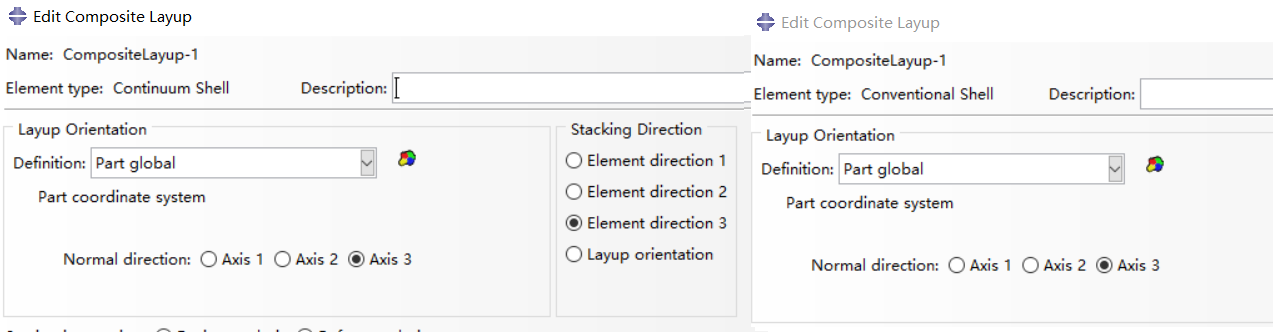 Edit Composite Layup
Name: CompositeLayup-1
Element type: Continuum Shell Description:
Layup Orientation
Definition: Part global
Part coordinate system
Normal direction: Axis 1 Axis 2 Axis 3
Stacking Direction
Element direction 1
Element direction 2
Element direction 3
Layup orientation
Edit Composite Layup
Name: CompositeLayup-1
Element type: Conventional Shell Description:
Layup Orientation
Definition: Part global
Part coordinate system
Normal direction: Axis 1 Axis 2 Axis 3